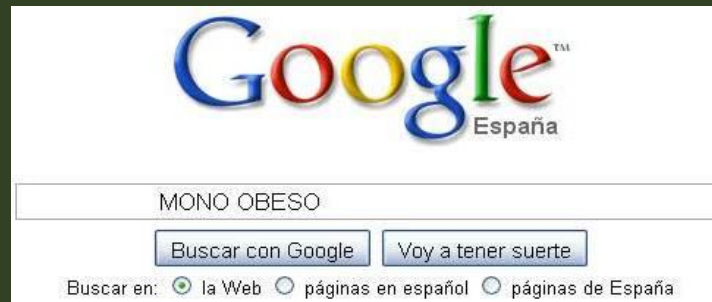 Google™
España
MONO OBESO
Buscar con Google Voy a tener suerte
Buscar en: la Web páginas en español páginas de España